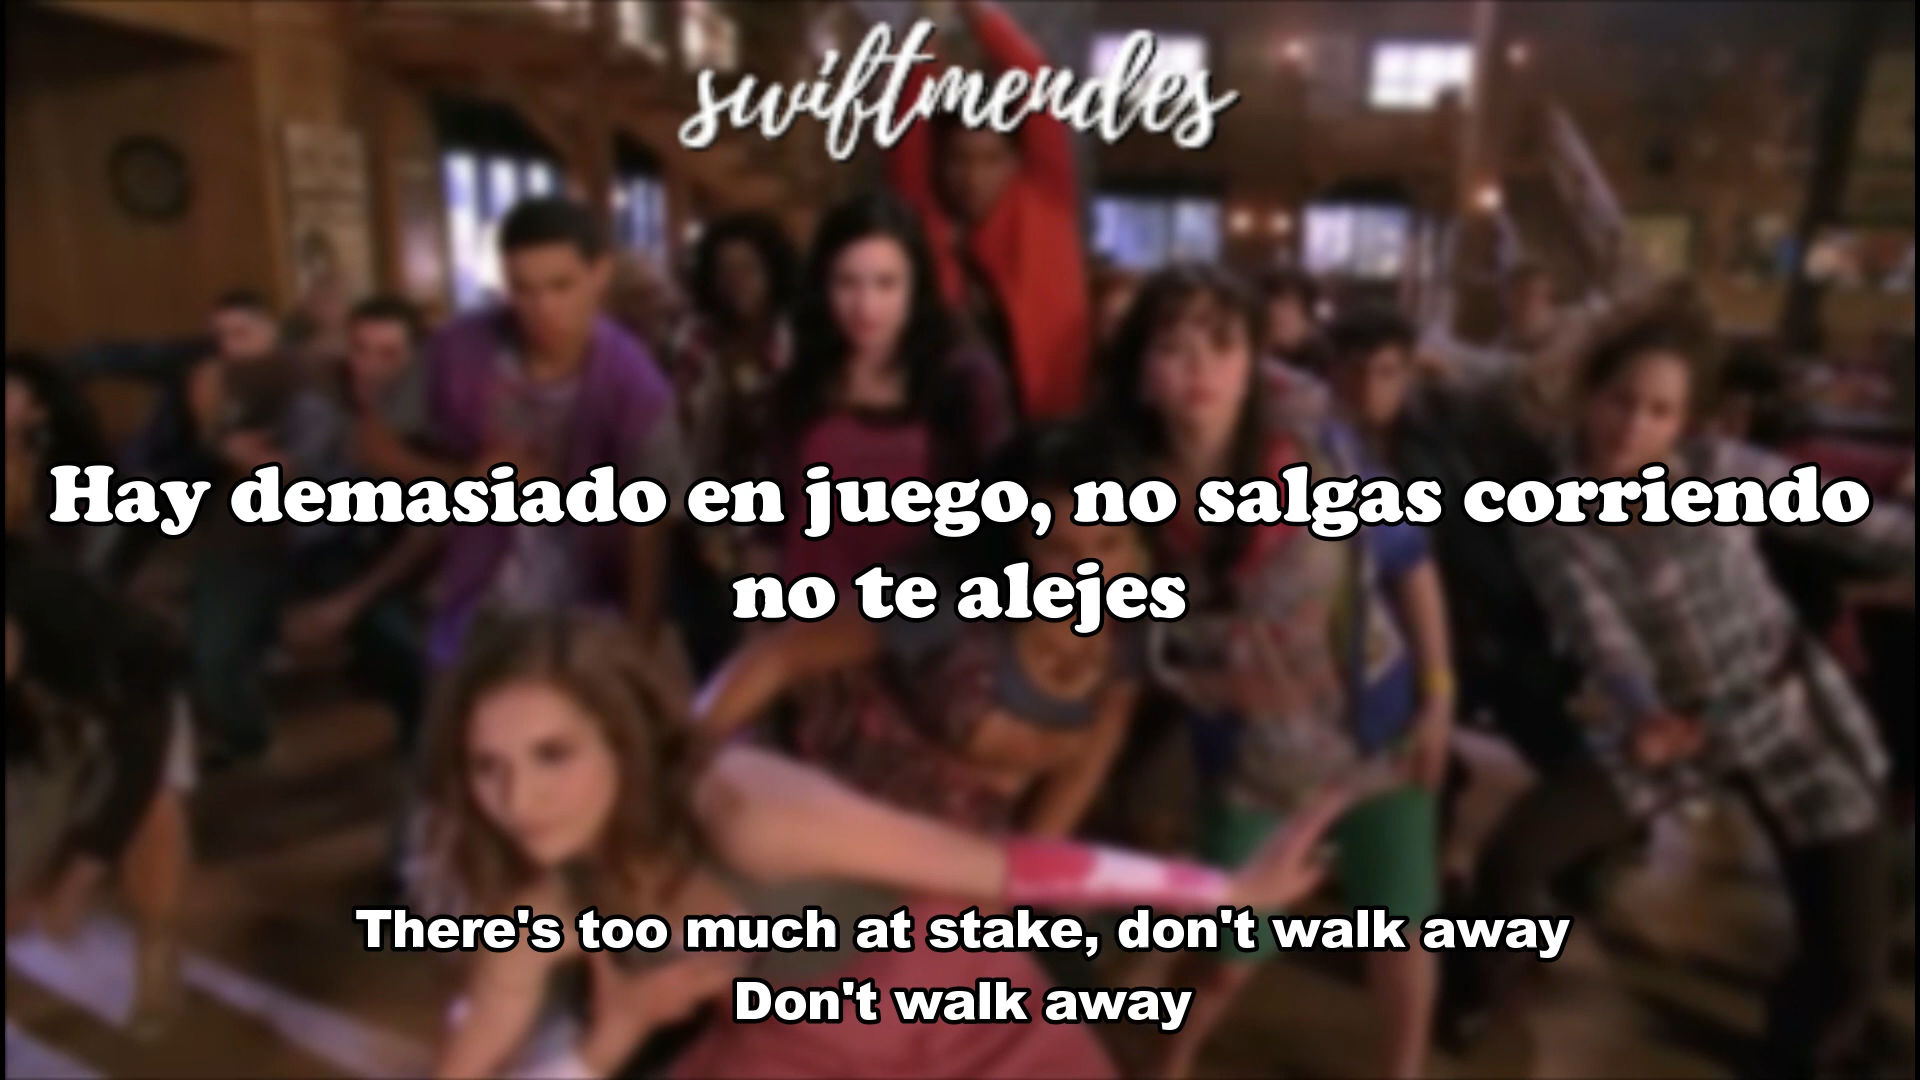 swiftmendes
Hay demasiado en juego, no salgas corriendo
no te alejes
There's too much at stake, don't walk away
Don't walk away